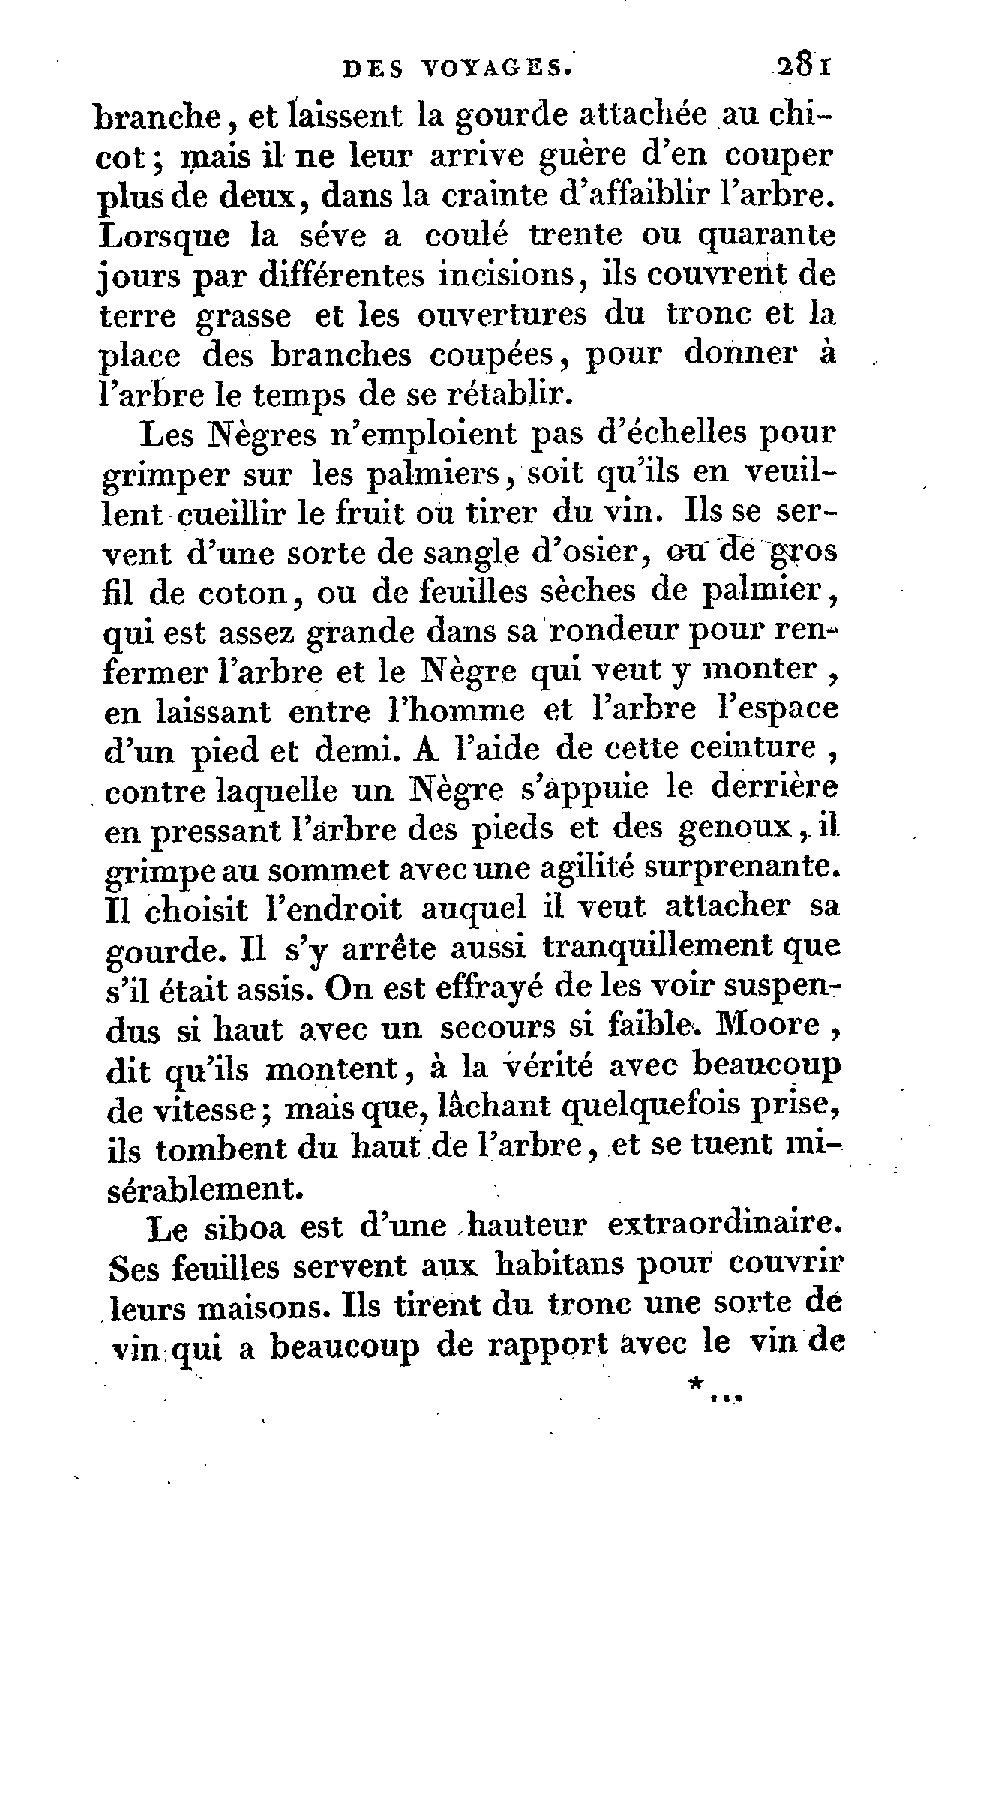 DES VOYAGES. 281
branche, et laissent la gourde attachée au chi-
cot; mais il ne leur arrive guère d'en couper
plus de deux, dans la crainte d'affaiblir l'arbre.
Lorsque la séve a coulé trente ou quarante
jours par différentes incisions, ils couvrent de
terre grasse et les ouvertures du tronc et la
place des branches coupées, pour donner à
l'arbre le temps de se rétablir.
Les Nègres n'emploient pas d'échelles pour
grimper sur les palmiers, soit qu'ils en veuil-
lent cueillir le fruit ou tirer du vin. Ils se ser-
vent d'une sorte de sangle d'osier, ou de gros
fil de coton, ou de feuilles sèches de palmier,
qui est assez grande dans sa rondeur pour ren-
fermer l'arbre et le Nègre qui veut y monter,
en laissant entre l'homme et l'arbre l'espace
d'un pied et demi. A l'aide de cette ceinture,
contre laquelle un Nègre s'appuie le derrière
en pressant l'arbre des pieds et des genoux, il
grimpe au sommet avec une agilité surprenante.
Il choisit l'endroit auquel il veut attacher sa
gourde. Il s'y arrête aussi tranquillement que
s'il était assis. On est effrayé de les voir suspen-
dus si haut avec un secours si faible. Moore,
dit qu'ils montent, à la vérité avec beaucoup
de vitesse; mais que, lâchant quelquefois prise,
ils tombent du haut de l'arbre, et se tuent mi-
sérablement.
Le siboa est d'une hauteur extraordinaire.
Ses feuilles servent aux habitans pour couvrir
leurs maisons. Ils tirent du tronc une sorte de
vin qui a beaucoup de rapport avec le vin de
*...